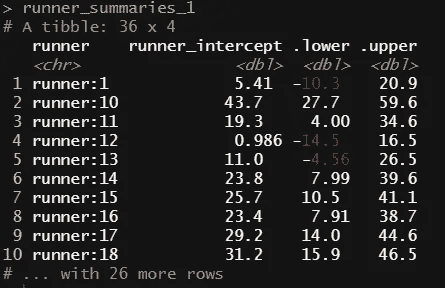 > runner_summaries_1
# A tibble: 36 x 4
runner runner_intercept .lower .upper
<chr> <dbl> <dbl> <dbl>
1 runner:1 5.41 -10.3 20.9
2 runner:10 43.7 27.7 59.6
3 runner:11 19.3 4.00 34.6
4 runner:12 0.986 -14.5 16.5
5 runner:13 11.0 -4.56 26.5
6 runner:14 23.8 7.99 39.6
7 runner:15 25.7 10.5 41.1
8 runner:16 23.4 7.91 38.7
9 runner:17 29.2 14.0 44.6
10 runner:18 31.2 15.9 46.5
# ... with 26 more rows